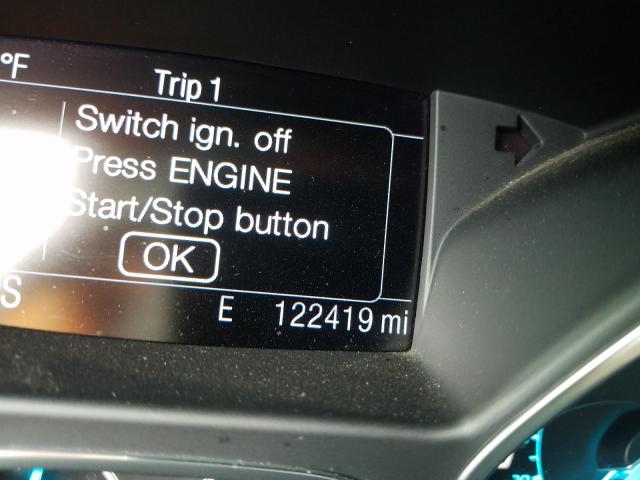 °F
Trip 1
Switch ign. off
Press ENGINE
Start/Stop button
OK
S
E 122419 mi